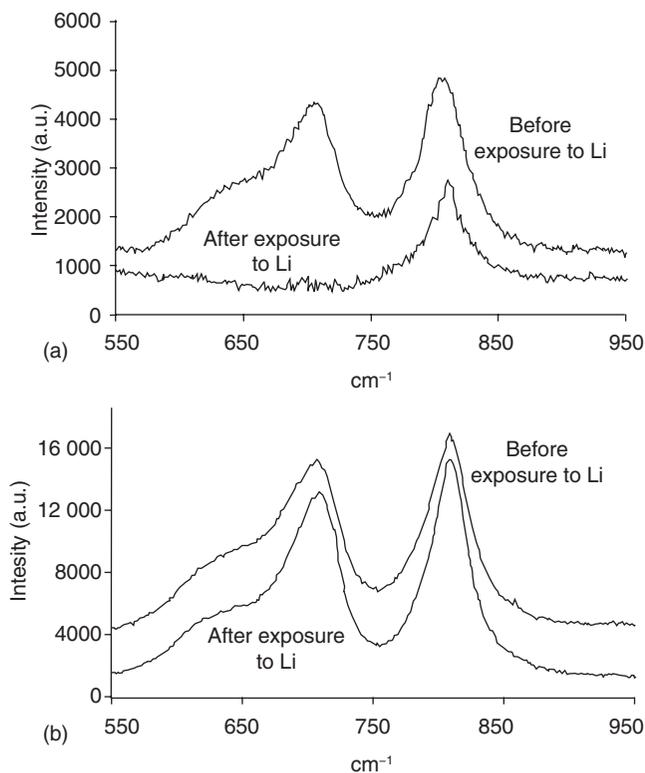 6000
5000
4000
3000
2000
1000
0
Intensity (a.u.)
Before
exposure to Li
After exposure
to Li
550 650 750 850 950
(a)
cm⁻¹
16 000
12 000
8000
4000
0
Intesity (a.u.)
Before
exposure to Li
After exposure
to Li
550 650 750 850 950
(b)
cm⁻¹